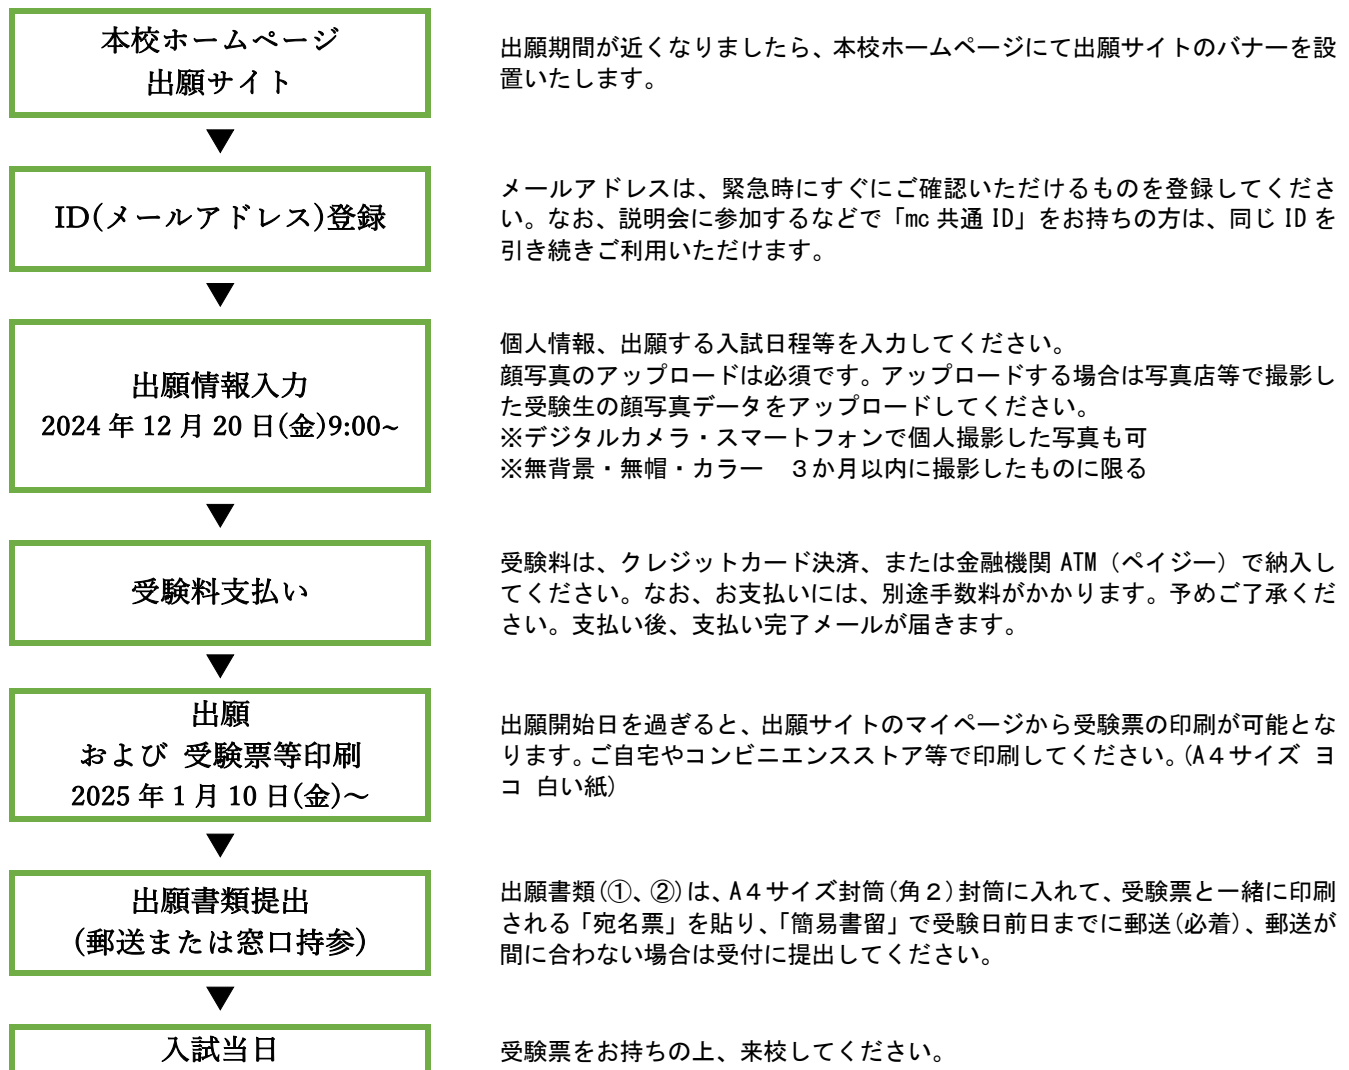 本校ホームページ
出願サイト
出願期間が近くなりましたら、本校ホームページにて出願サイトのバナーを設
置いたします。
▼
ID(メールアドレス)登録
メールアドレスは、緊急時にすぐにご確認いただけるものを登録してくださ
い。なお、説明会に参加するなどで「mc 共通 ID」をお持ちの方は、同じ ID を
引き続きご利用いただけます。
▼
出願情報入力
2024 年 12 月 20 日(金)9:00~
個人情報、出願する入試日程等を入力してください。
顔写真のアップロードは必須です。アップロードする場合は写真店等で撮影し
た受験生の顔写真データをアップロードしてください。
※デジタルカメラ・スマートフォンで個人撮影した写真も可
※無背景・無帽・カラー　３か月以内に撮影したものに限る
▼
受験料支払い
受験料は、クレジットカード決済、または金融機関 ATM（ペイジー）で納入し
てください。なお、お支払いには、別途手数料がかかります。予めご了承くだ
さい。支払い後、支払い完了メールが届きます。
▼
出願
および 受験票等印刷
2025 年 1 月 10 日(金)～
出願開始日を過ぎると、出願サイトのマイページから受験票の印刷が可能とな
ります。ご自宅やコンビニエンスストア等で印刷してください。(A４サイズ ヨ
コ 白い紙)
▼
出願書類提出
(郵送または窓口持参)
出願書類(①、②)は、A４サイズ封筒(角２)封筒に入れて、受験票と一緒に印刷
される「宛名票」を貼り、「簡易書留」で受験日前日までに郵送(必着)、郵送が
間に合わない場合は受付に提出してください。
▼
入試当日
受験票をお持ちの上、来校してください。